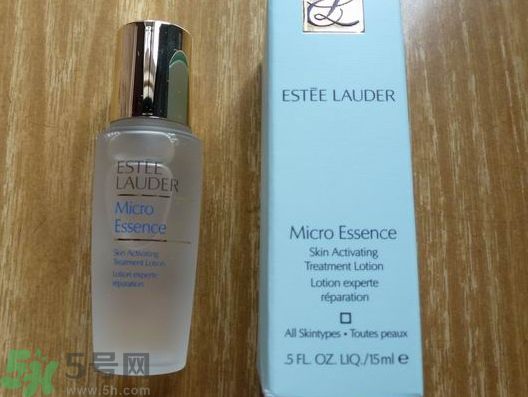 ESTĒE
LAUDER
Micro
Essence
Skin Activating
Treatment Lotion
Lotion experte
réparation
ESTĒE LAUDER
Micro Essence
Skin Activating
Treatment Lotion
Lotion experte
réparation
All Skintypes • Toutes peaux
.5 FL. OZ. LIQ./15ml ℮
5号网
www.5h.com